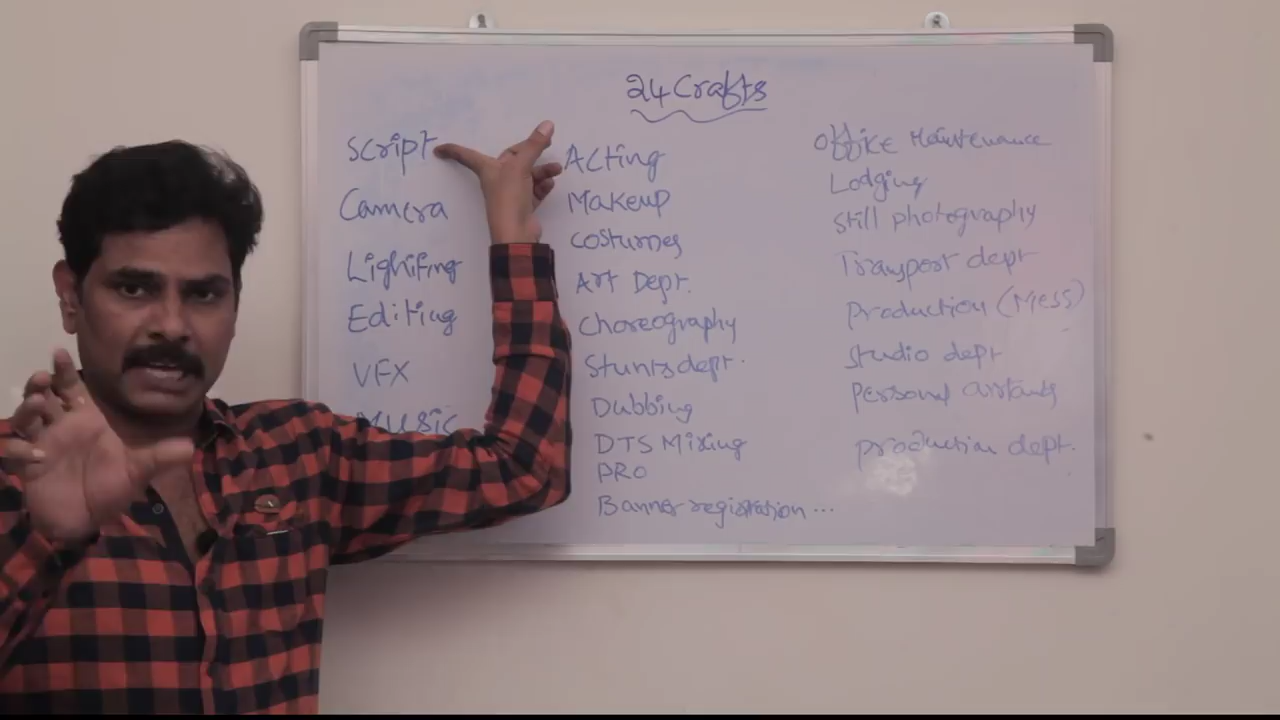 24 Crafts
Script
Camera
Lighting
Editing
VFX
Music
Acting
Makeup
Costumes
Art Dept.
Choreography
Stunts dept.
Dubbing
DTS Mixing
PRO
Banner registration...
Office Maintenance
Lodging
Still photography
Transport dept
Production (Mess)
Studio dept
Personal
production dept.